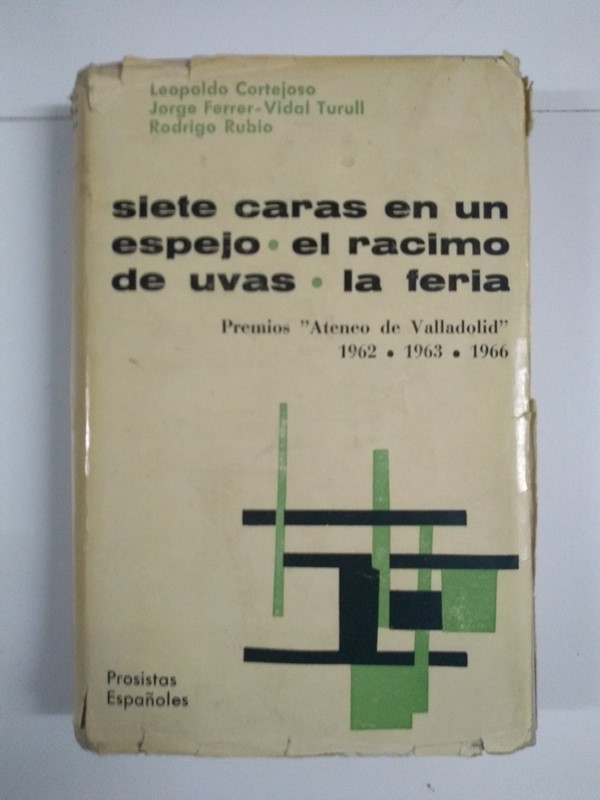 Leopoldo Cortejoso
Jorge Ferrer-Vidal Turull
Rodrigo Rubio
siete caras en un
espejo • el racimo
de uvas • la feria
Premios "Ateneo de Valladolid"
1962 • 1963 • 1966
Prosistas
Españoles